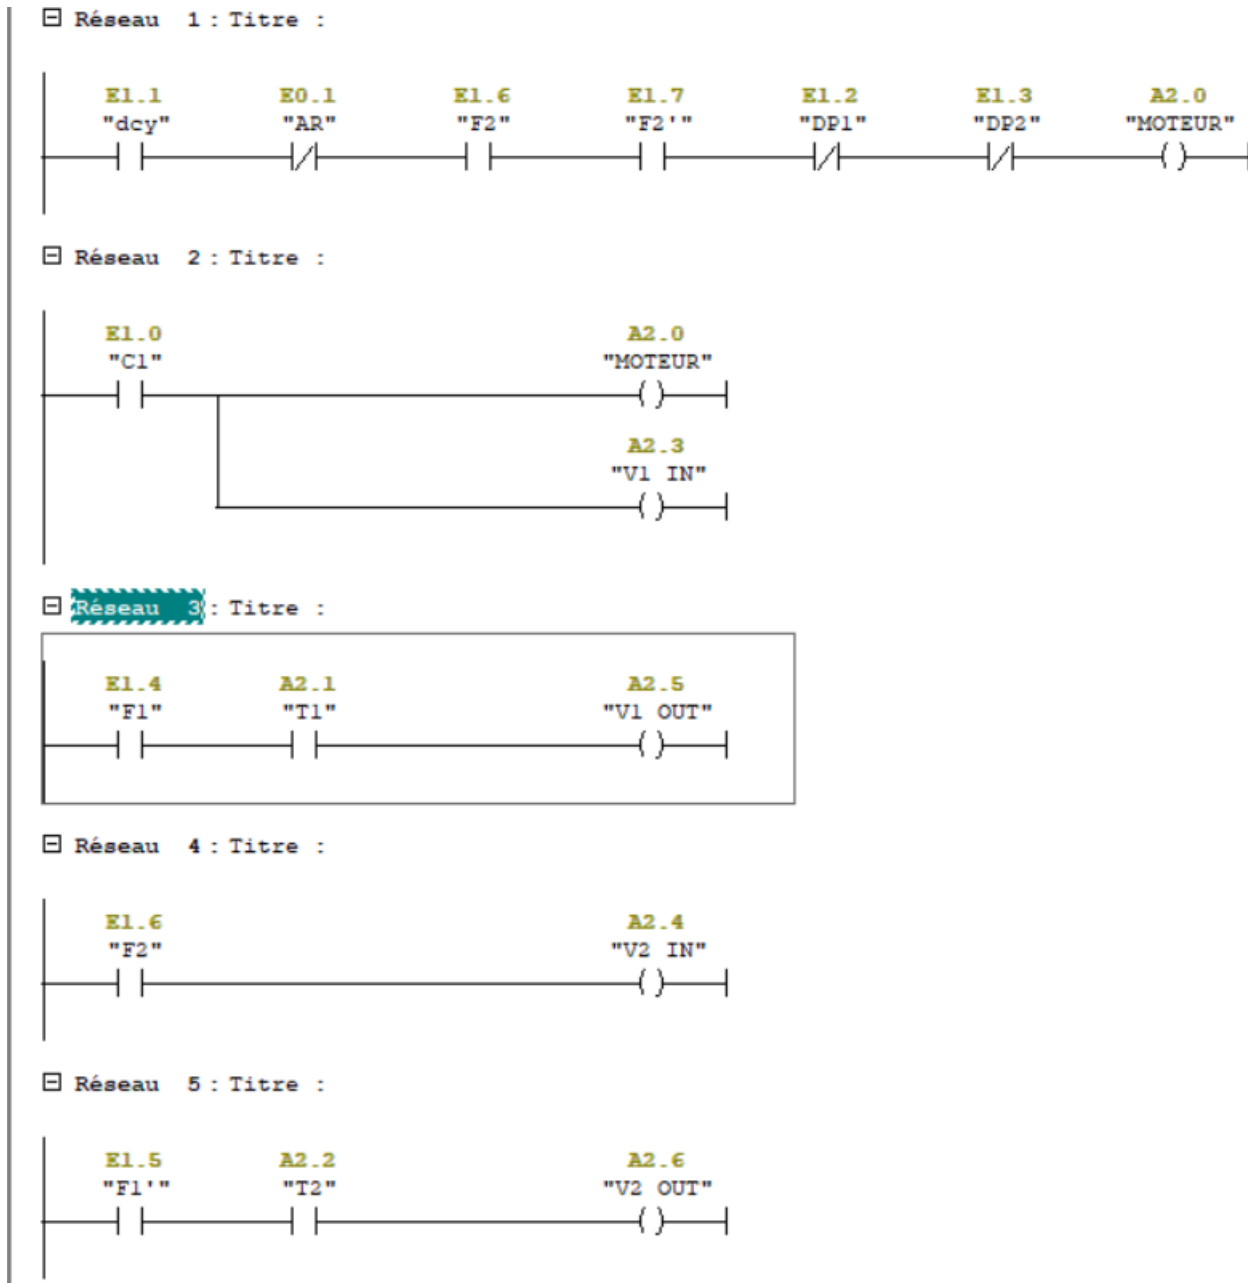 Réseau 1 : Titre :
E1.1 E0.1 E1.6 E1.7 E1.2 E1.3 A2.0
"dcy" "AR" "F2" "F2'" "DP1" "DP2" "MOTEUR"
Réseau 2 : Titre :
E1.0 A2.0
"C1" "MOTEUR"
A2.3
"V1 IN"
Réseau 3 : Titre :
E1.4 A2.1 A2.5
"F1" "T1" "V1 OUT"
Réseau 4 : Titre :
E1.6 A2.4
"F2" "V2 IN"
Réseau 5 : Titre :
E1.5 A2.2 A2.6
"F1'" "T2" "V2 OUT"